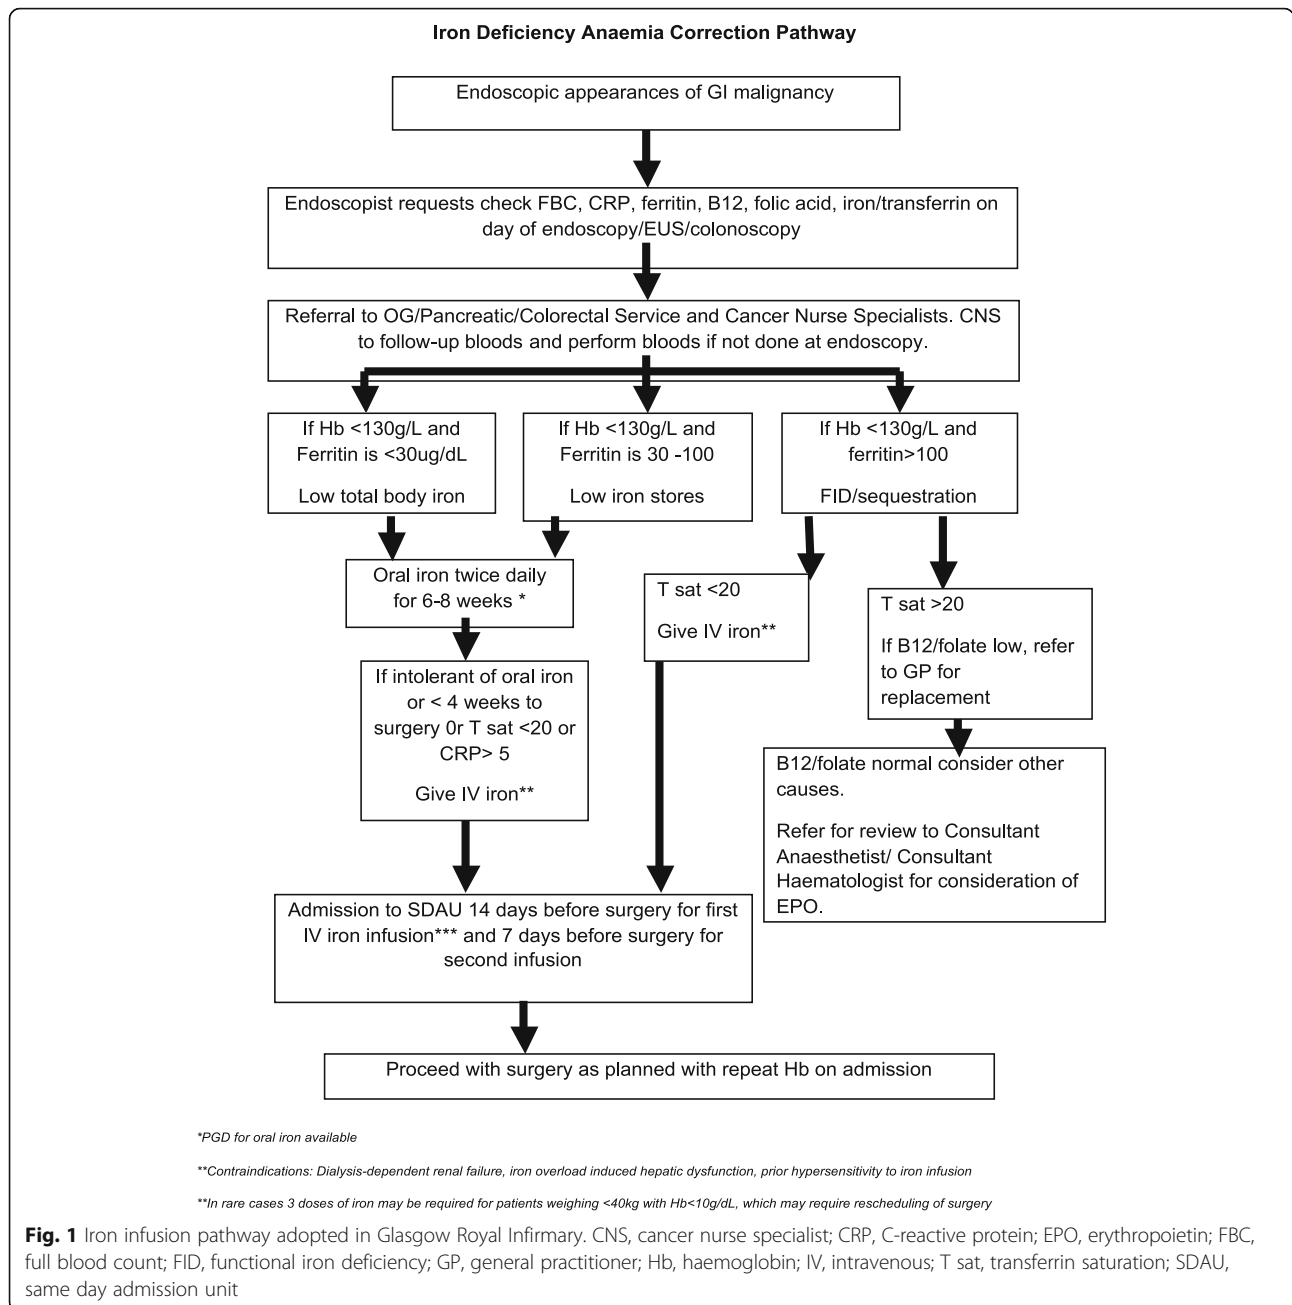 Iron Deficiency Anaemia Correction Pathway
Endoscopic appearances of GI malignancy
Endoscopist requests check FBC, CRP, ferritin, B12, folic acid, iron/transferrin on
day of endoscopy/EUS/colonoscopy
Referral to OG/Pancreatic/Colorectal Service and Cancer Nurse Specialists. CNS
to follow-up bloods and perform bloods if not done at endoscopy.
If Hb <130g/L and
Ferritin is <30ug/dL
Low total body iron
If Hb <130g/L and
Ferritin is 30 -100
Low iron stores
If Hb <130g/L and
ferritin>100
FID/sequestration
Oral iron twice daily
for 6-8 weeks *
T sat <20
Give IV iron**
T sat >20
If B12/folate low, refer
to GP for
replacement
If intolerant of oral iron
or < 4 weeks to
surgery 0r T sat <20 or
CRP> 5
Give IV iron**
B12/folate normal consider other
causes.
Refer for review to Consultant
Anaesthetist/ Consultant
Haematologist for consideration of
EPO.
Admission to SDAU 14 days before surgery for first
IV iron infusion*** and 7 days before surgery for
second infusion
Proceed with surgery as planned with repeat Hb on admission
*PGD for oral iron available
**Contraindications: Dialysis-dependent renal failure, iron overload induced hepatic dysfunction, prior hypersensitivity to iron infusion
**In rare cases 3 doses of iron may be required for patients weighing <40kg with Hb<10g/dL, which may require rescheduling of surgery
Fig. 1 Iron infusion pathway adopted in Glasgow Royal Infirmary. CNS, cancer nurse specialist; CRP, C-reactive protein; EPO, erythropoietin; FBC,
full blood count; FID, functional iron deficiency; GP, general practitioner; Hb, haemoglobin; IV, intravenous; T sat, transferrin saturation; SDAU,
same day admission unit